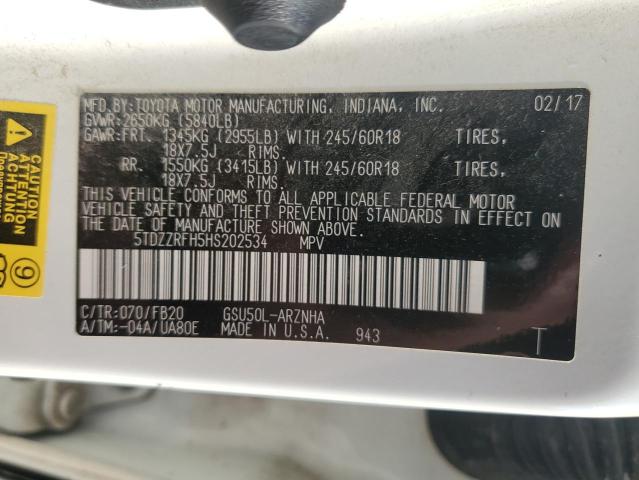 MFD.BY: TOYOTA MOTOR MANUFACTURING, INDIANA, INC. 02/17
GVWR: 2650KG (5840LB)
GAWR: FRT. 1345KG (2955LB) WITH 245/60R18 TIRES,
18X7.5J RIMS.
RR. 1550KG (3415LB) WITH 245/60R18 TIRES,
18X7.5J RIMS.
THIS VEHICLE CONFORMS TO ALL APPLICABLE FEDERAL MOTOR
VEHICLE SAFETY AND THEFT PREVENTION STANDARDS IN EFFECT ON
THE DATE OF MANUFACTURE SHOWN ABOVE.
5TDZZRFH5HS202534 MPV
C/TR: 070/FB20 GSU50L-ARZNHA
A/TM: -04A/UA80E MADE IN U.S.A. 943 T
CAUTION
ATTENTION
ACHTUNG
9